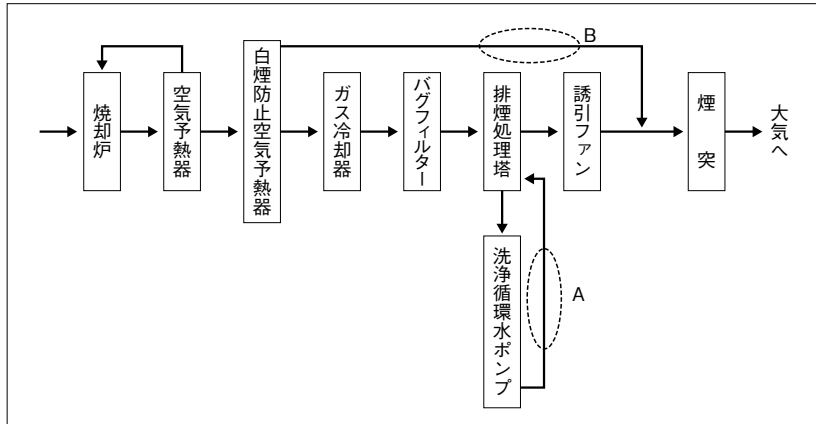 焼却炉
空気予熱器
白煙防止空気予熱器
ガス冷却器
バグフィルター
排煙処理塔
誘引ファン
煙突
大気へ
B
洗浄循環水ポンプ
A